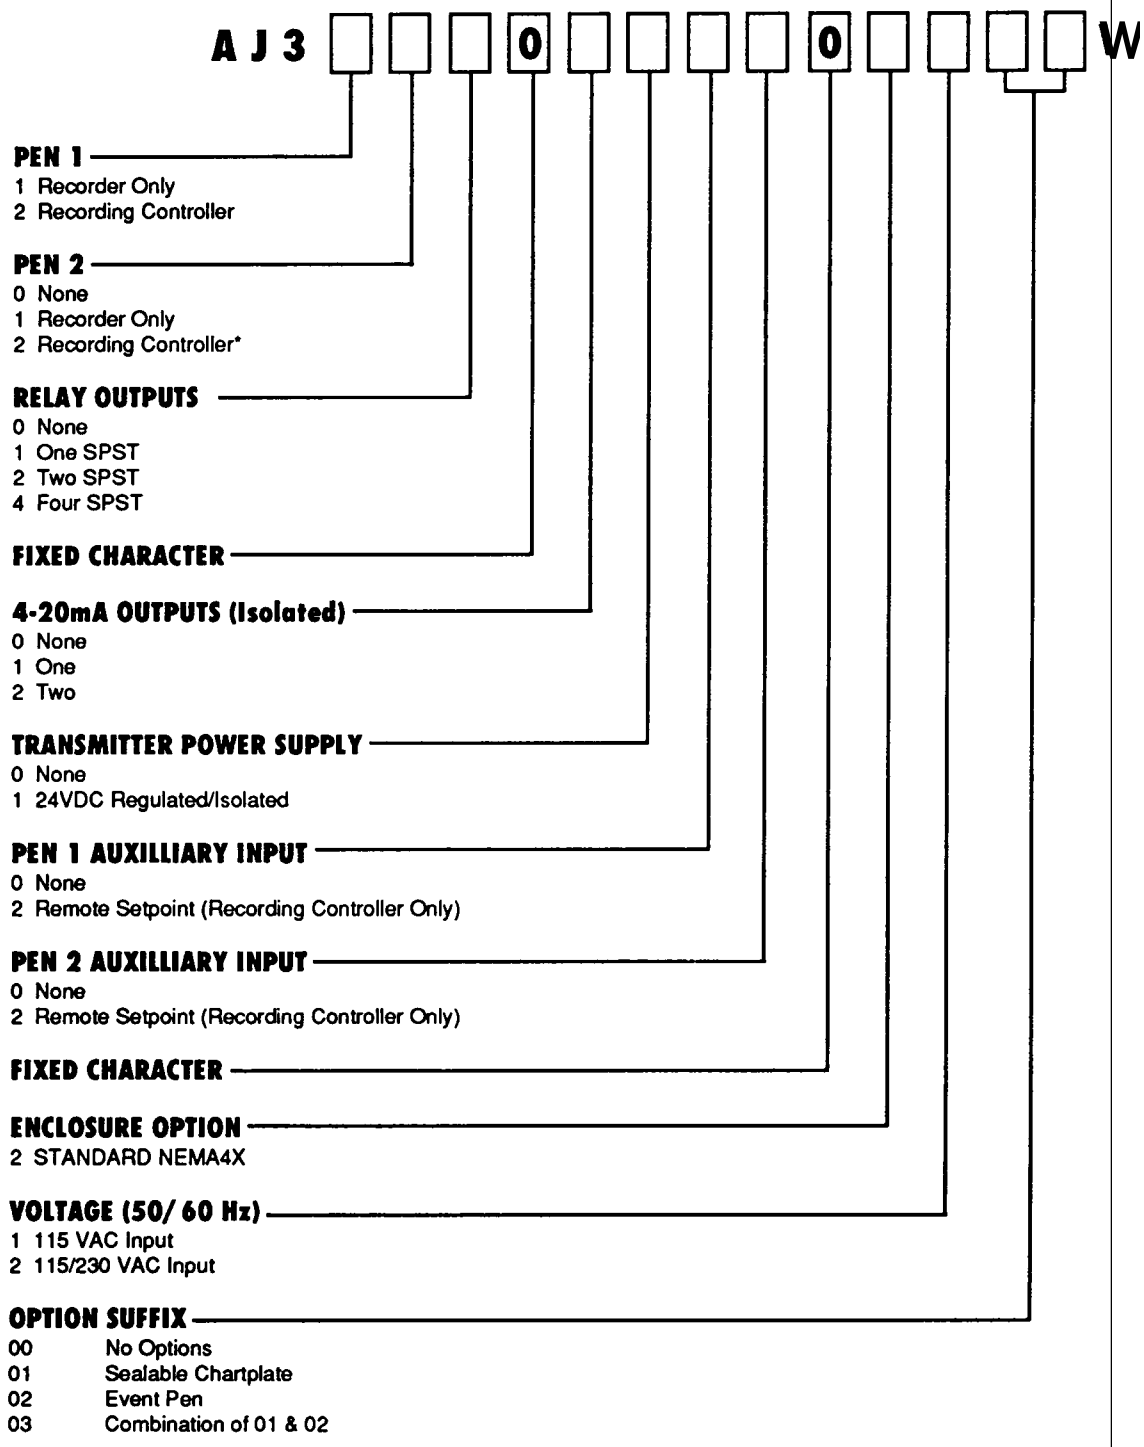 AJ3 0 0 W
PEN 1
1 Recorder Only
2 Recording Controller
PEN 2
0 None
1 Recorder Only
2 Recording Controller*
RELAY OUTPUTS
0 None
1 One SPST
2 Two SPST
4 Four SPST
FIXED CHARACTER
4-20mA OUTPUTS (Isolated)
0 None
1 One
2 Two
TRANSMITTER POWER SUPPLY
0 None
1 24VDC Regulated/Isolated
PEN 1 AUXILLIARY INPUT
0 None
2 Remote Setpoint (Recording Controller Only)
PEN 2 AUXILLIARY INPUT
0 None
2 Remote Setpoint (Recording Controller Only)
FIXED CHARACTER
ENCLOSURE OPTION
2 STANDARD NEMA4X
VOLTAGE (50/ 60 Hz)
1 115 VAC Input
2 115/230 VAC Input
OPTION SUFFIX
00 No Options
01 Sealable Chartplate
02 Event Pen
03 Combination of 01 & 02